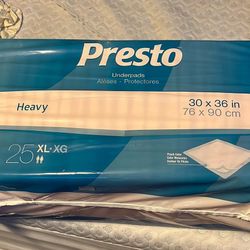 Presto
Underpads
Alèses - Protectores
Heavy
30 x 36 in
76 x 90 cm
25 XL•XG